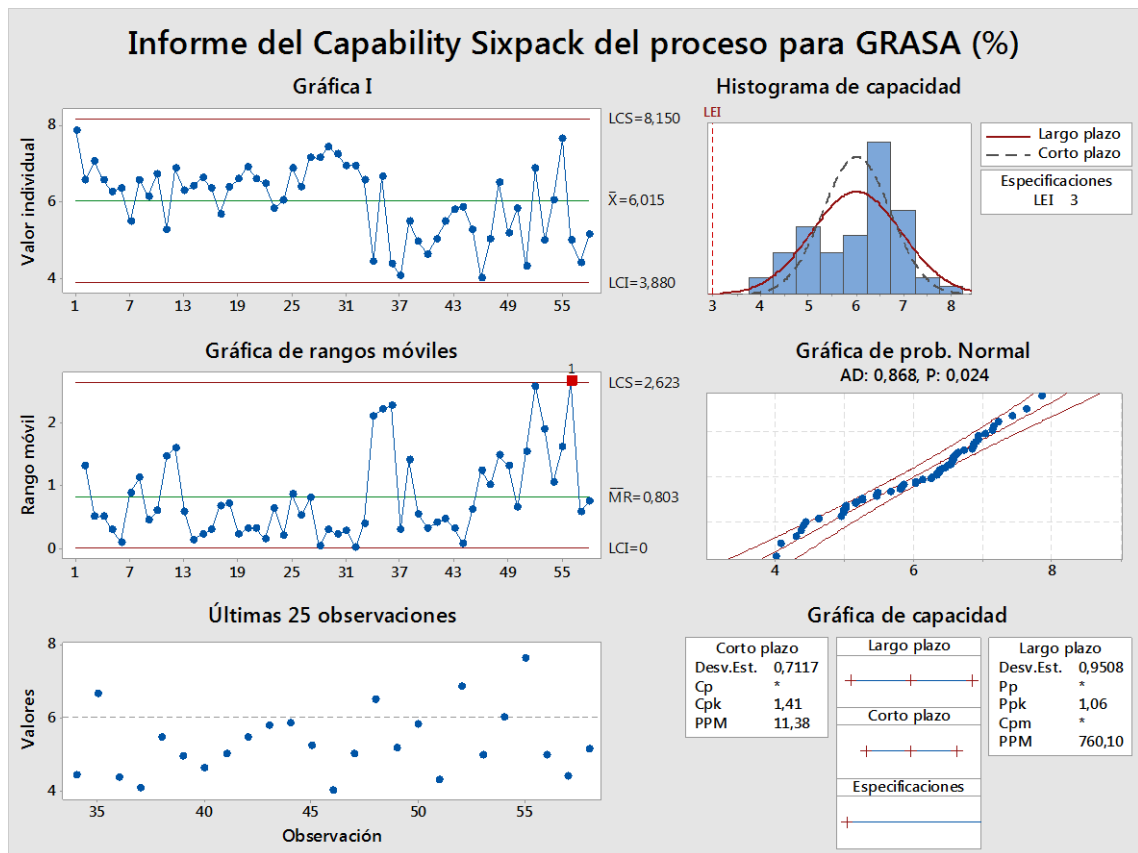 Informe del Capability Sixpack del proceso para GRASA (%)
Gráfica I
Valor individual
8
6
4
1 7 13 19 25 31 37 43 49 55
LCS=8,150
X̄=6,015
LCI=3,880
Histograma de capacidad
LEI
3 4 5 6 7 8
Largo plazo
Corto plazo
Especificaciones
LEI 3
Gráfica de rangos móviles
Rango móvil
2
1
0
1
1 7 13 19 25 31 37 43 49 55
LCS=2,623
M̅R̅=0,803
LCI=0
Gráfica de prob. Normal
AD: 0,868, P: 0,024
4 6 8
Últimas 25 observaciones
Valores
8
6
4
35 40 45 50 55
Observación
Gráfica de capacidad
Corto plazo
Desv.Est. 0,7117
Cp *
Cpk 1,41
PPM 11,38
Largo plazo
Corto plazo
Especificaciones
Largo plazo
Desv.Est. 0,9508
Pp *
Ppk 1,06
Cpm *
PPM 760,10